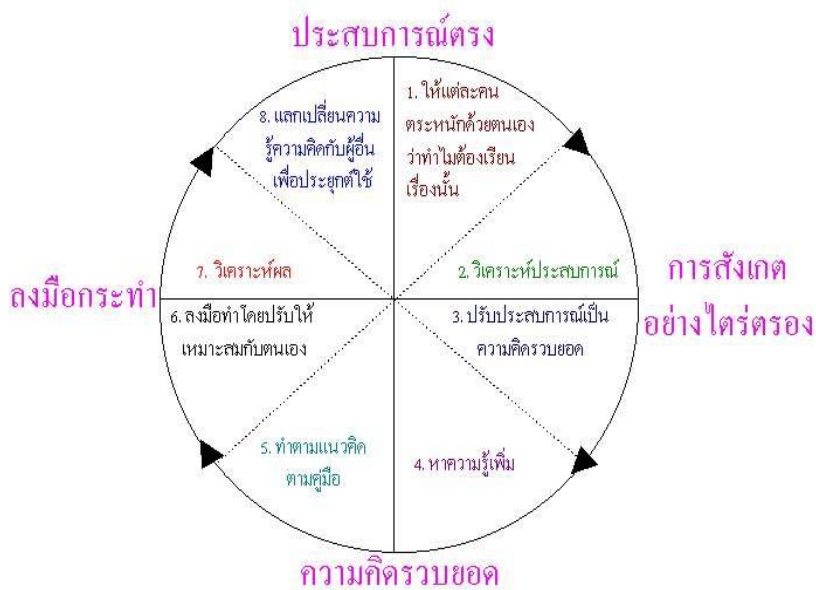 ประสบการณ์ตรง
1. ให้แต่ละคน
ตระหนักด้วยตนเอง
ว่าทำไมต้องเรียน
เรื่องนั้น
2. วิเคราะห์ประสบการณ์
การสังเกต
อย่างไตร่ตรอง
3. ปรับประสบการณ์เป็น
ความคิดรวบยอด
4. หาความรู้เพิ่ม
ความคิดรวบยอด
5. ทำตามแนวคิด
ตามคู่มือ
6. ลงมือทำโดยปรับให้
เหมาะสมกับตนเอง
ลงมือกระทำ
7. วิเคราะห์ผล
8. แลกเปลี่ยนความ
รู้ความคิดกับผู้อื่น
เพื่อประยุกต์ใช้